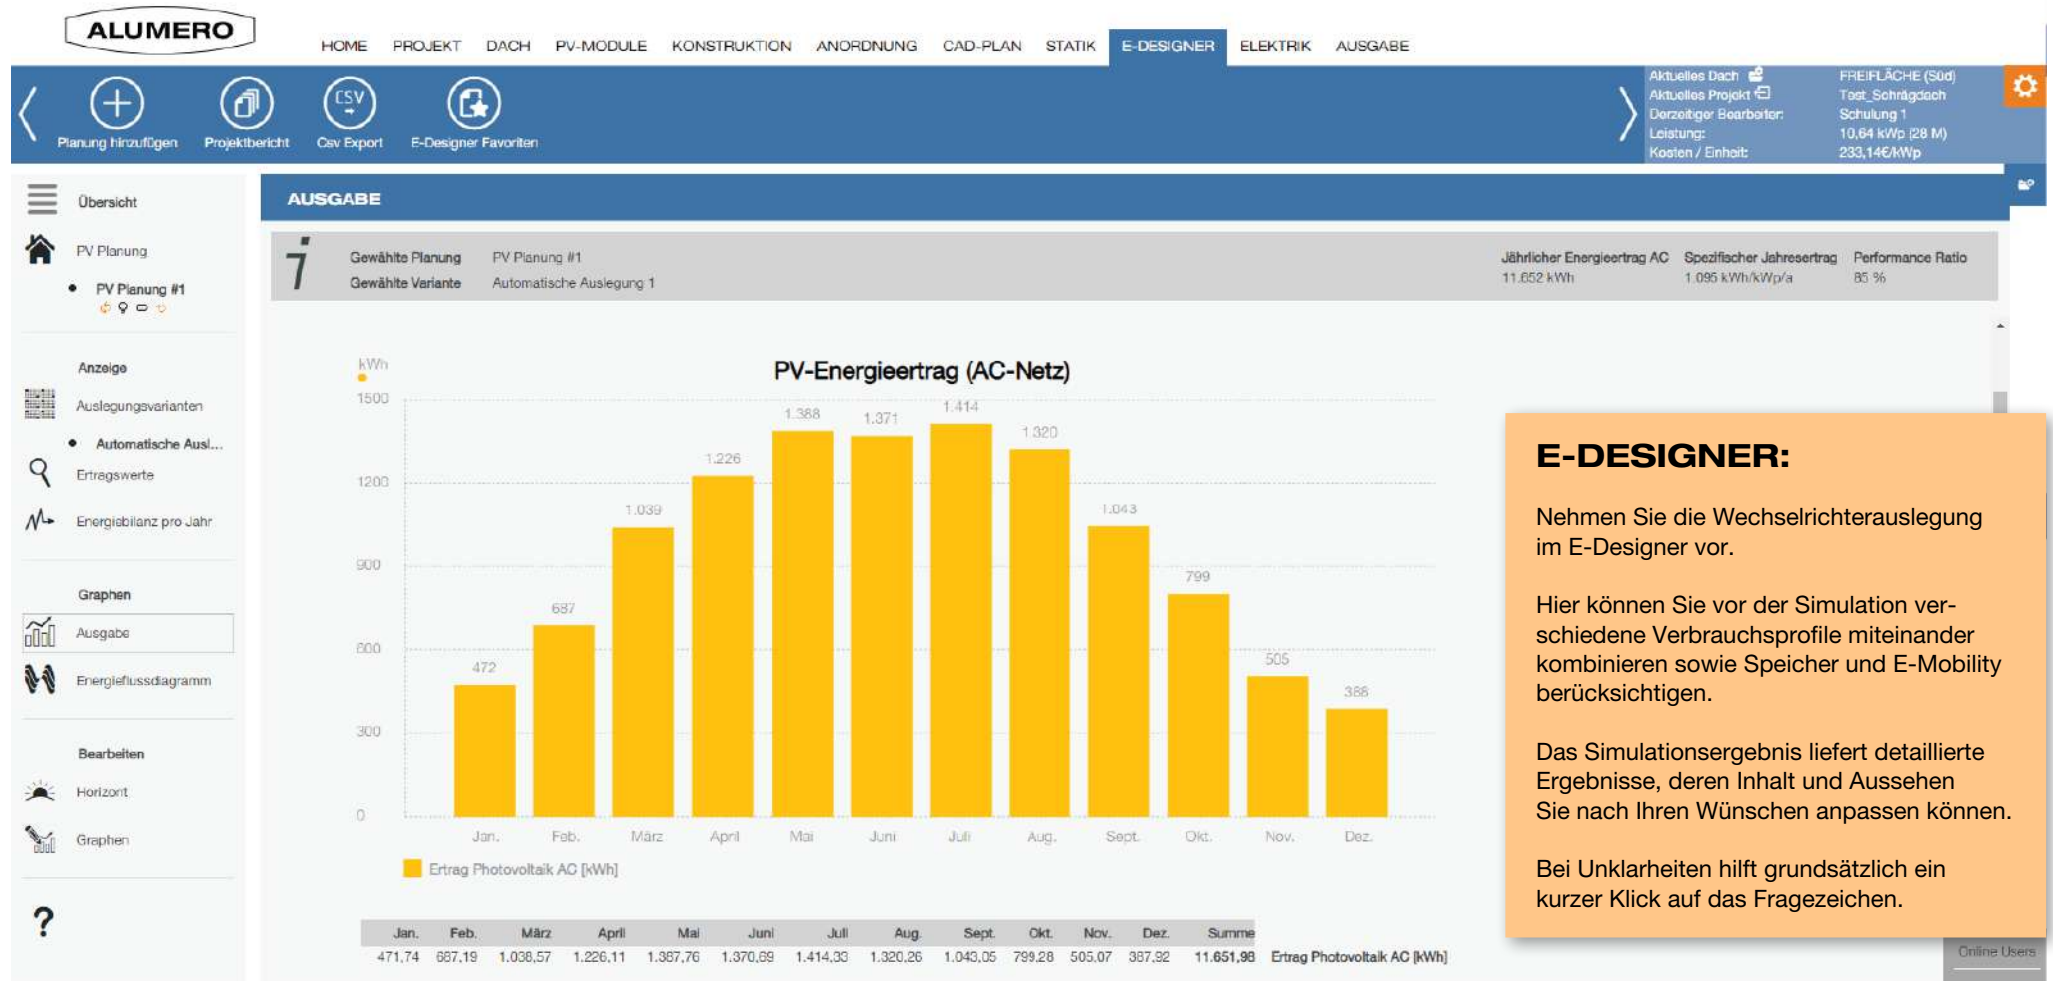 ALUMERO
HOME PROJEKT DACH PV-MODULE KONSTRUKTION ANORDNUNG CAD-PLAN STATIK E-DESIGNER ELEKTRIK AUSGABE
CSV
Planung hinzufügen Projektbericht Csv Export E-Designer Favoriten
Aktuelles Dach FREIFLÄCHE (Süd)
Aktuelles Projekt Test_Schrägdach
Derzeitiger Bearbeiter: Schulung 1
Leistung: 10,64 kWp (28 M)
Kosten / Einheit: 233,14€/kWp
Übersicht
PV Planung
PV Planung #1
Anzeige
Auslegungsvarianten
Automatische Ausl...
Ertragswerte
Energiebilanz pro Jahr
Graphen
Ausgabe
Energieflussdiagramm
Bearbeiten
Horizont
Graphen
?
AUSGABE
Gewählte Planung PV Planung #1
Gewählte Variante Automatische Auslegung 1
Jährlicher Energieertrag AC Spezifischer Jahresertrag Performance Ratio
11.652 kWh 1.095 kWh/kWp/a 85 %
kWh
PV-Energieertrag (AC-Netz)
1500
1200
900
600
300
0
472 687 1.039 1.226 1.388 1.371 1.414 1.320 1.043 799 505 388
Jan. Feb. März April Mai Juni Juli Aug. Sept. Okt. Nov. Dez.
Ertrag Photovoltaik AC [kWh]
Jan. Feb. März April Mai Juni Juli Aug. Sept. Okt. Nov. Dez. Summe
471,74 687,19 1.038,57 1.226,11 1.387,76 1.370,69 1.414,33 1.320,26 1.043,05 799,28 505,07 387,92 11.651,98 Ertrag Photovoltaik AC [kWh]
E-DESIGNER:
Nehmen Sie die Wechselrichterauslegung
im E-Designer vor.
Hier können Sie vor der Simulation ver-
schiedene Verbrauchsprofile miteinander
kombinieren sowie Speicher und E-Mobility
berücksichtigen.
Das Simulationsergebnis liefert detaillierte
Ergebnisse, deren Inhalt und Aussehen
Sie nach Ihren Wünschen anpassen können.
Bei Unklarheiten hilft grundsätzlich ein
kurzer Klick auf das Fragezeichen.
Online Users